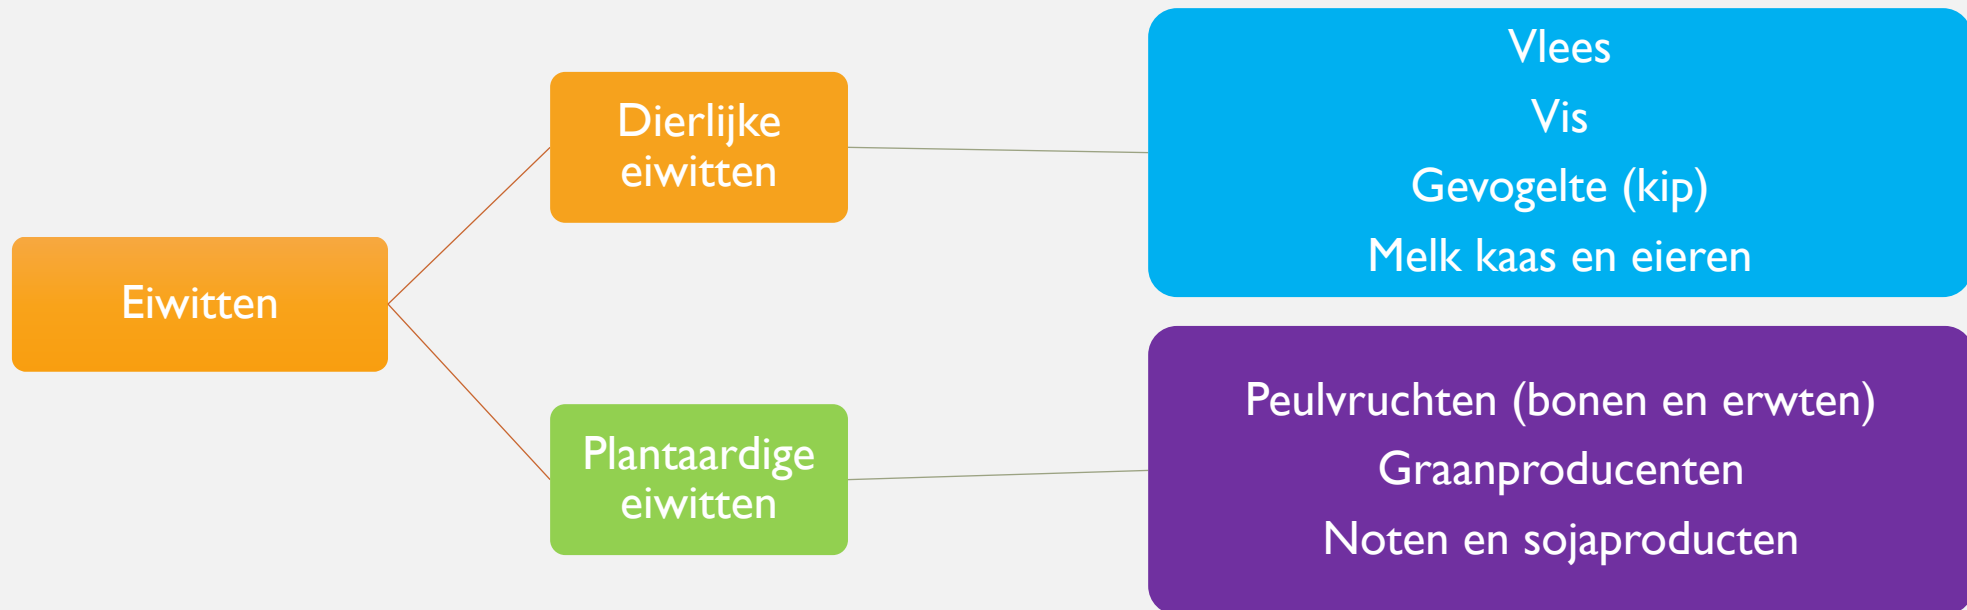 Eiwitten
Dierlijke
eiwitten
Vlees
Vis
Gevogelte (kip)
Melk kaas en eieren
Plantaardige
eiwitten
Peulvruchten (bonen en erwten)
Graanproducenten
Noten en sojaproducten